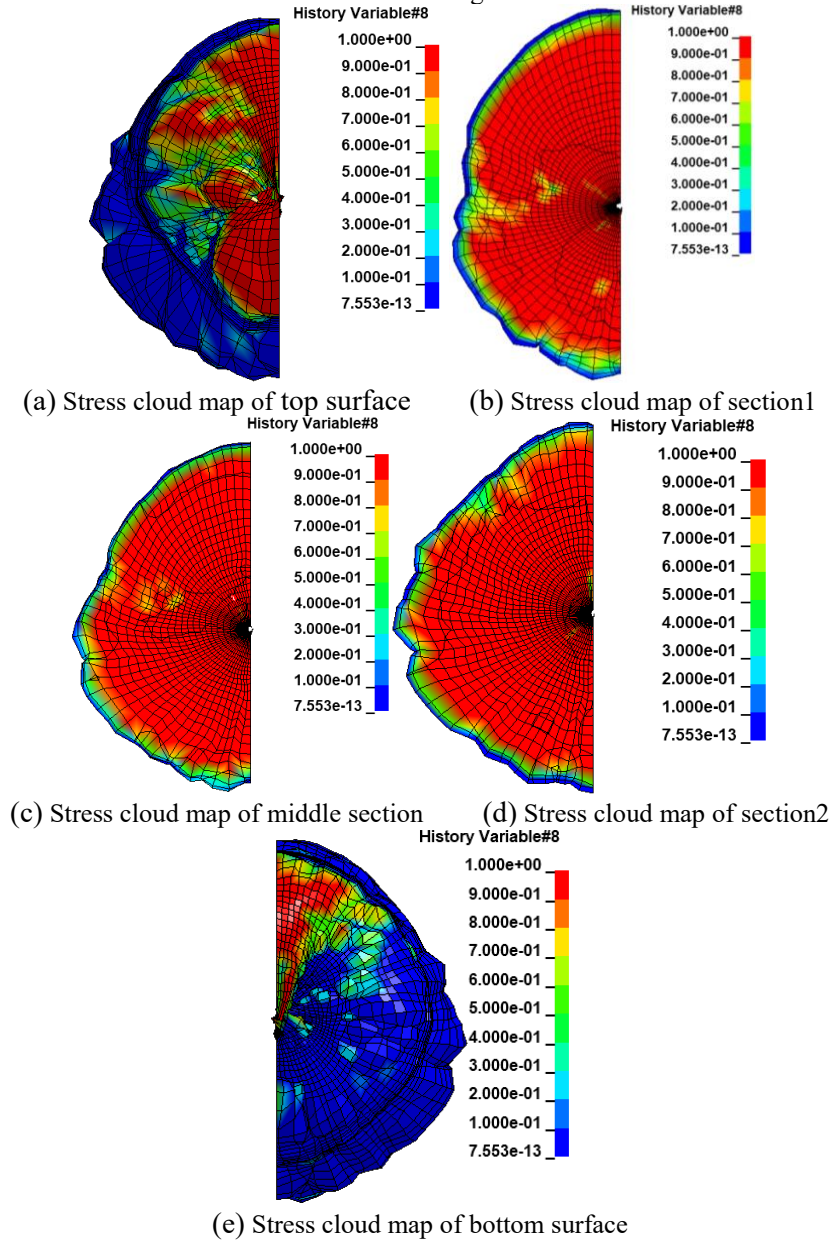 History Variable#8
1.000e+00
9.000e-01
8.000e-01
7.000e-01
6.000e-01
5.000e-01
4.000e-01
3.000e-01
2.000e-01
1.000e-01
7.553e-13
History Variable#8
1.000e+00
9.000e-01
8.000e-01
7.000e-01
6.000e-01
5.000e-01
4.000e-01
3.000e-01
2.000e-01
1.000e-01
7.553e-13
(a) Stress cloud map of top surface
(b) Stress cloud map of section1
History Variable#8
1.000e+00
9.000e-01
8.000e-01
7.000e-01
6.000e-01
5.000e-01
4.000e-01
3.000e-01
2.000e-01
1.000e-01
7.553e-13
History Variable#8
1.000e+00
9.000e-01
8.000e-01
7.000e-01
6.000e-01
5.000e-01
4.000e-01
3.000e-01
2.000e-01
1.000e-01
7.553e-13
(c) Stress cloud map of middle section
(d) Stress cloud map of section2
History Variable#8
1.000e+00
9.000e-01
8.000e-01
7.000e-01
6.000e-01
5.000e-01
4.000e-01
3.000e-01
2.000e-01
1.000e-01
7.553e-13
(e) Stress cloud map of bottom surface